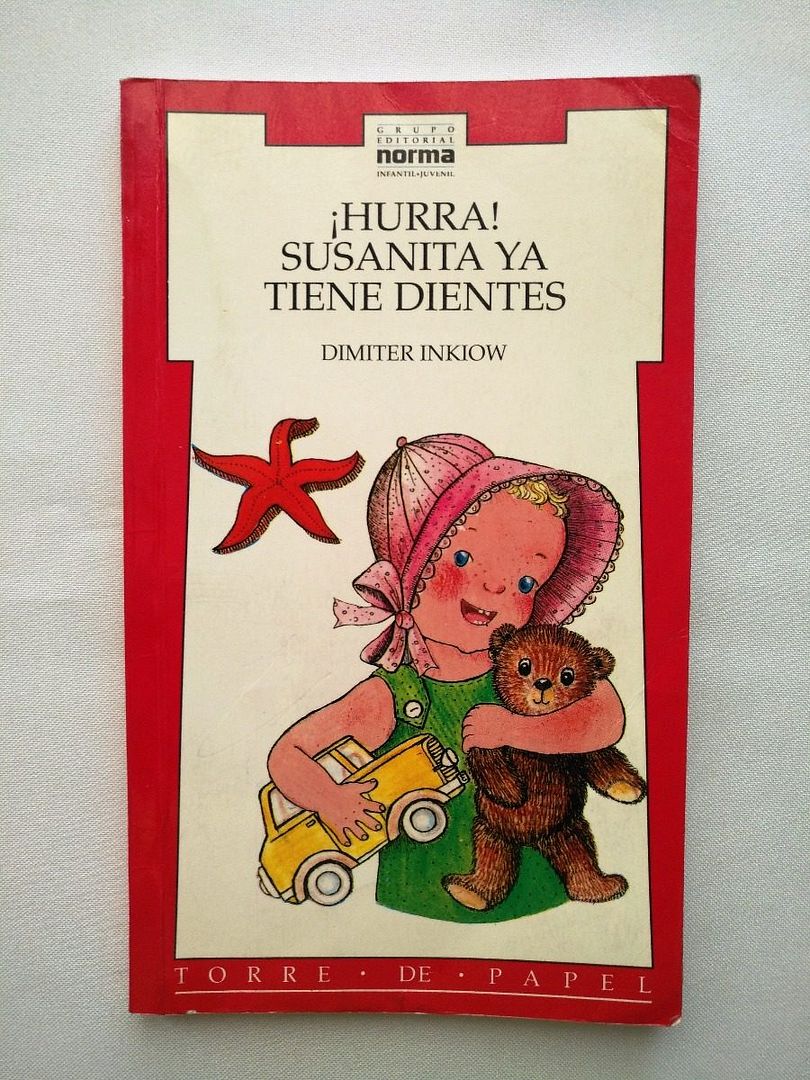 GRUPO
EDITORIAL
norma
INFANTIL•JUVENIL
¡HURRA!
SUSANITA YA
TIENE DIENTES
DIMITER INKIOW
TORRE • DE • PAPEL